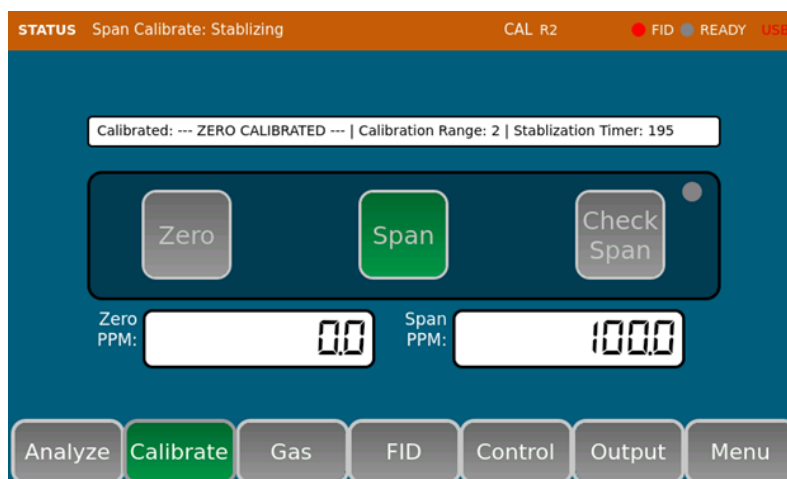 STATUS Span Calibrate: Stablizing CAL R2 FID READY USB
Calibrated: --- ZERO CALIBRATED --- | Calibration Range: 2 | Stablization Timer: 195
Zero Span Check
Span
Zero PPM: 0.0 Span PPM: 100.0
Analyze Calibrate Gas FID Control Output Menu